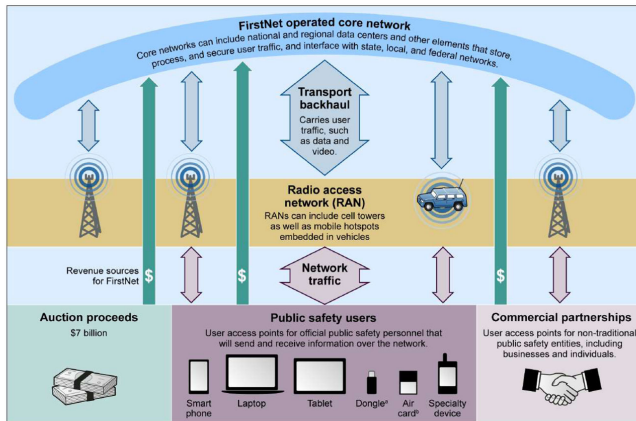 FirstNet operated core network
Core networks can include national and regional data centers and other elements that store,
process, and secure user traffic, and interface with state, local, and federal networks.
Transport
backhaul
Carries user
traffic, such
as data and
video.
Radio access
network (RAN)
RANs can include cell towers
as well as mobile hotspots
embedded in vehicles
Revenue sources
for FirstNet
$
$
Network
traffic
$
Auction proceeds
$7 billion
Public safety users
User access points for official public safety personnel that
will send and receive information over the network.
Smart
phone
Laptop
Tablet
Dongleᵃ
Air
cardᵇ
Specialty
device
Commercial partnerships
User access points for non-traditional
public safety entities, including
businesses and individuals.